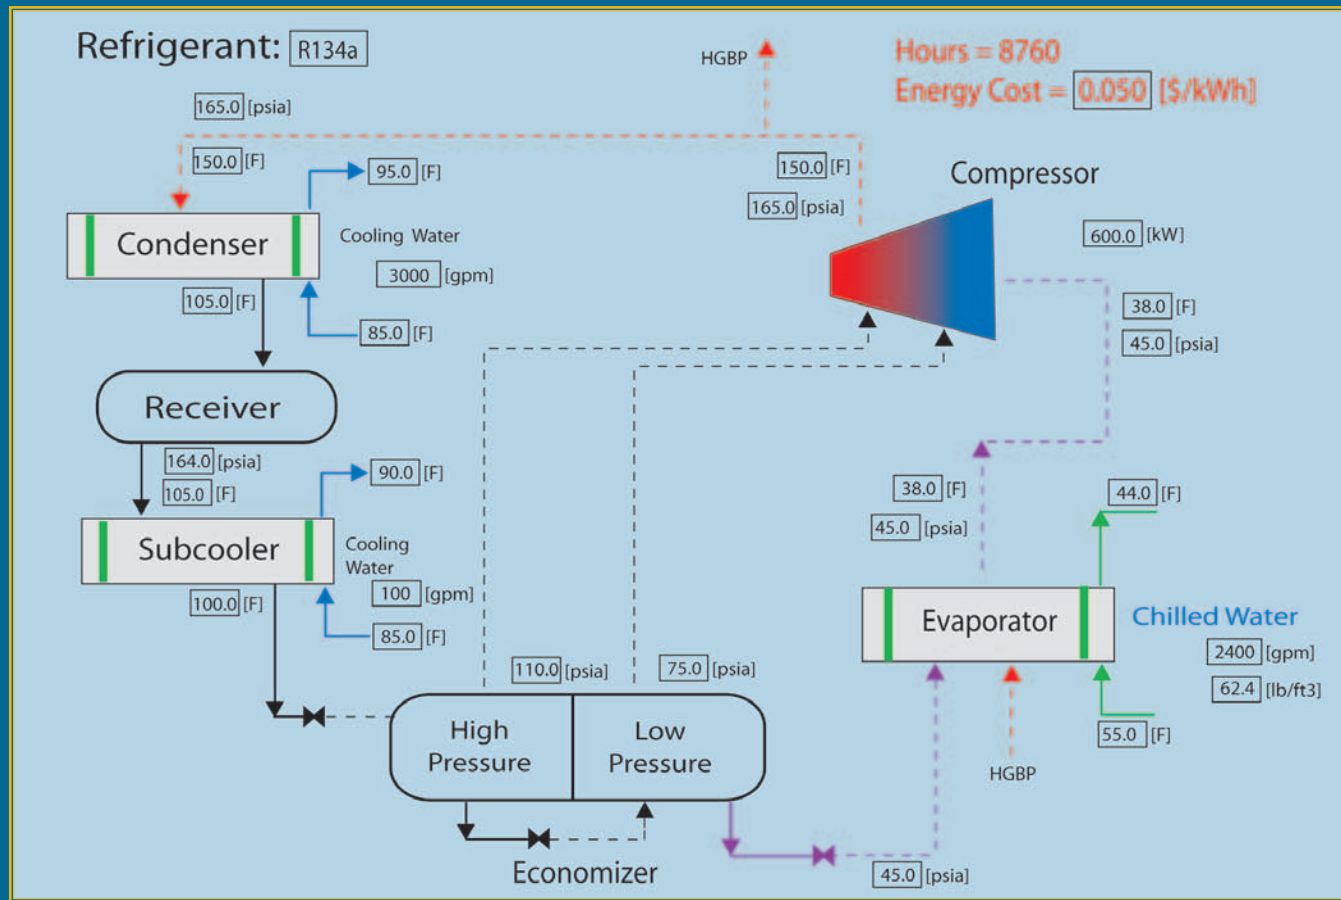 Refrigerant: R134a
HGBP
Hours = 8760
Energy Cost = 0.050 [$/kWh]
165.0 [psia]
150.0 [F]
95.0 [F]
Condenser
Cooling Water
3000 [gpm]
105.0 [F]
85.0 [F]
150.0 [F]
165.0 [psia]
Compressor
600.0 [kW]
38.0 [F]
45.0 [psia]
Receiver
164.0 [psia]
105.0 [F]
90.0 [F]
Subcooler
Cooling
Water
100 [gpm]
100.0 [F]
85.0 [F]
38.0 [F]
45.0 [psia]
44.0 [F]
Evaporator
Chilled Water
2400 [gpm]
62.4 [lb/ft3]
55.0 [F]
HGBP
110.0 [psia]
75.0 [psia]
High
Pressure
Low
Pressure
Economizer
45.0 [psia]